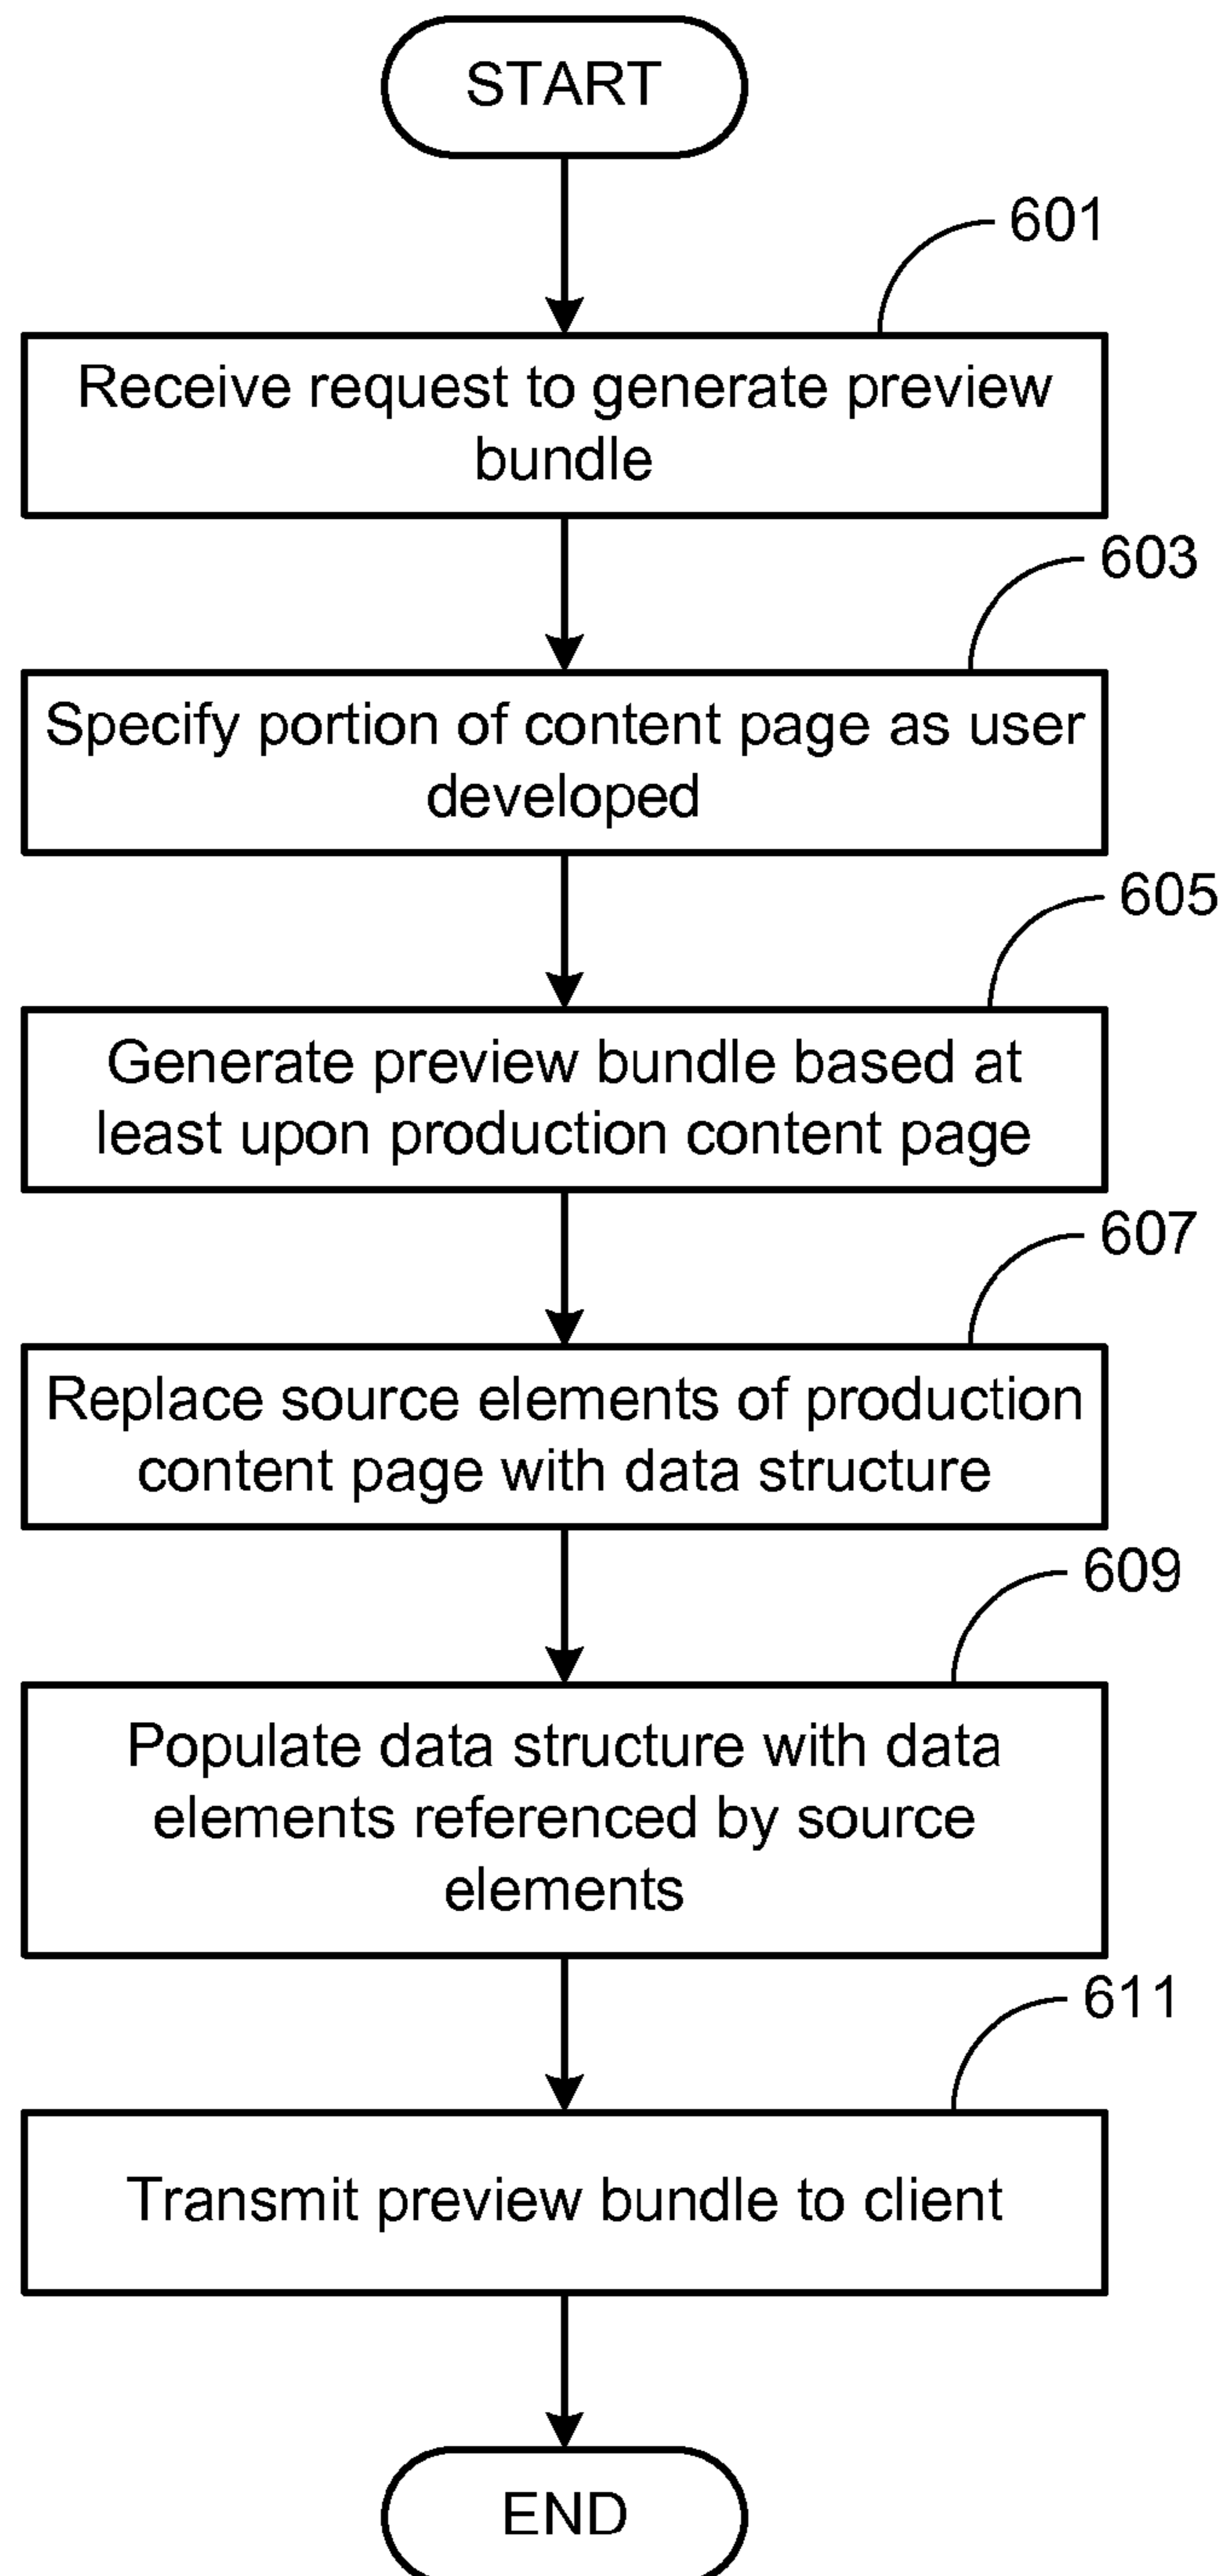 START
601
Receive request to generate preview
bundle
603
Specify portion of content page as user
developed
605
Generate preview bundle based at
least upon production content page
607
Replace source elements of production
content page with data structure
609
Populate data structure with data
elements referenced by source
elements
611
Transmit preview bundle to client
END